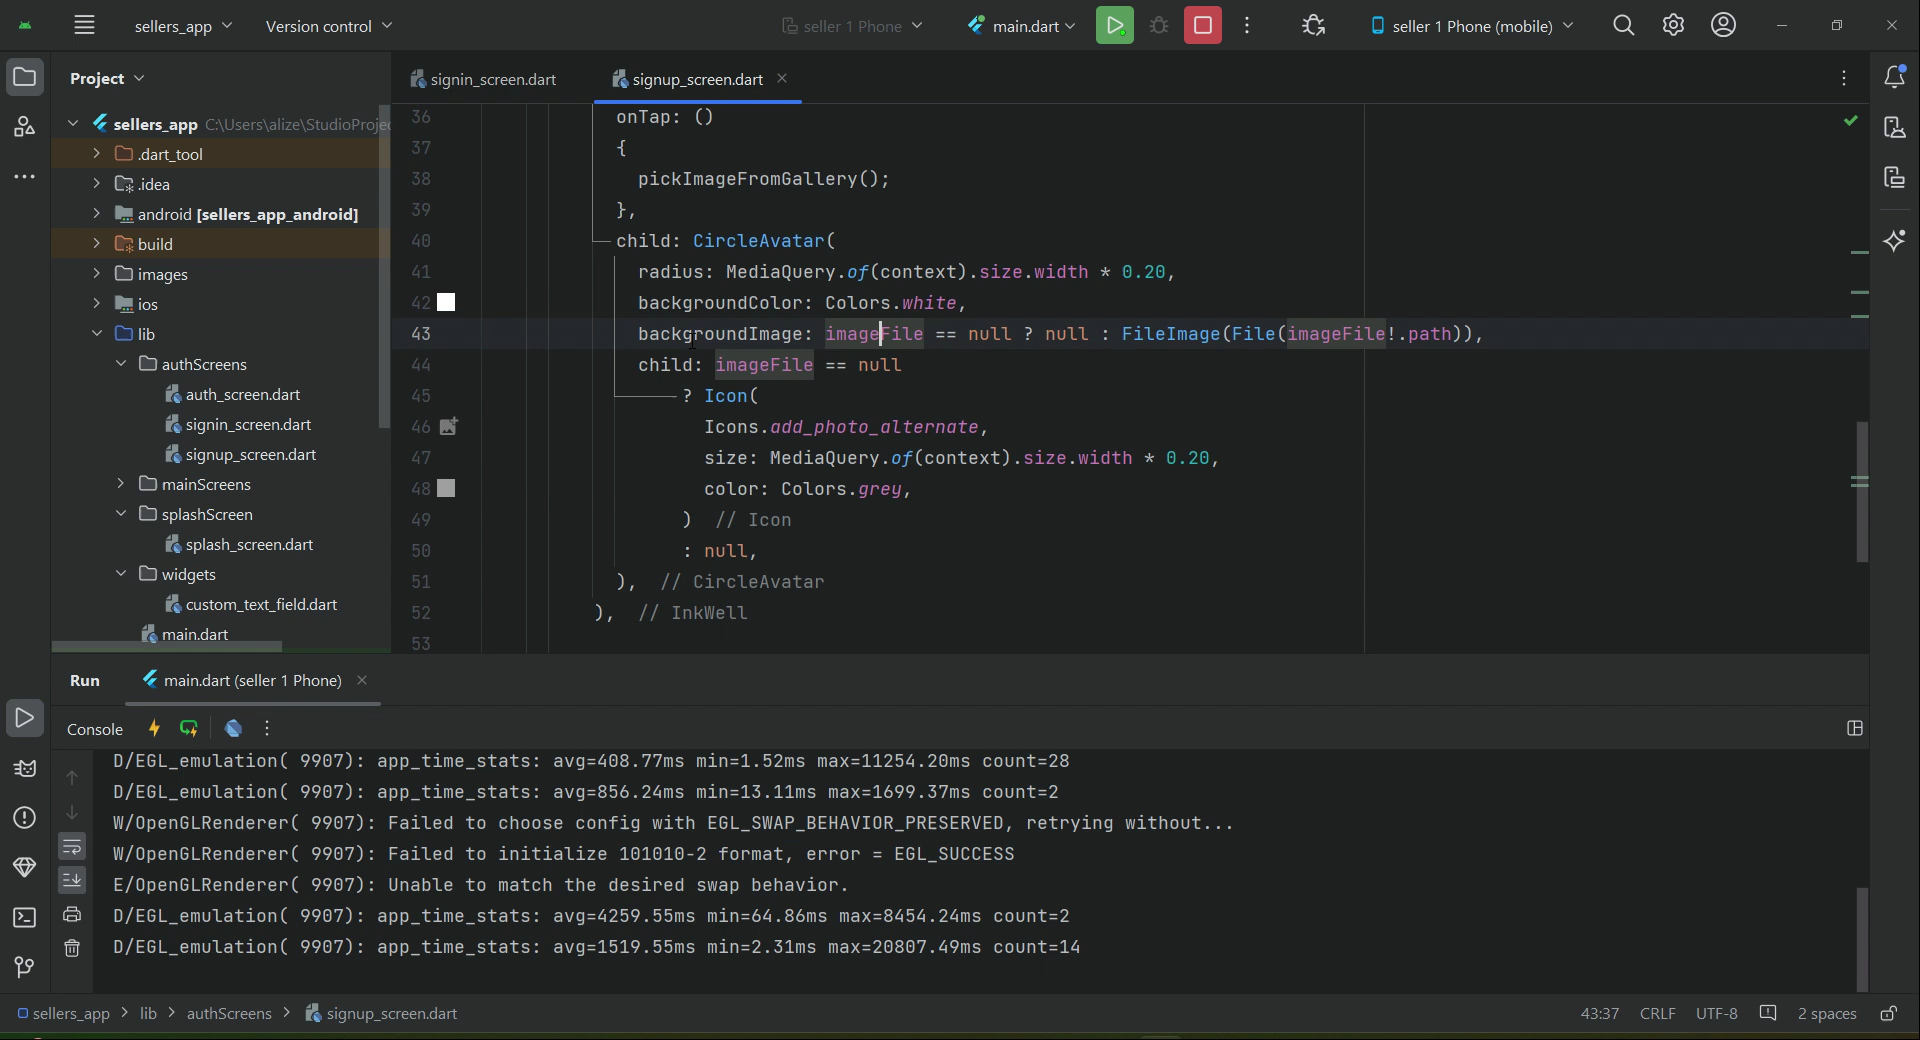 sellers_app
Version control
seller 1 Phone
main.dart
seller 1 Phone (mobile)
Project
signin_screen.dart
signup_screen.dart
sellers_app C:\Users\alize\StudioProje
.dart_tool
.idea
android [sellers_app_android]
build
images
ios
lib
authScreens
auth_screen.dart
signin_screen.dart
signup_screen.dart
mainScreens
splashScreen
splash_screen.dart
widgets
custom_text_field.dart
main.dart
36 onTap: ()
37 {
38 pickImageFromGallery();
39 },
40 child: CircleAvatar(
41 radius: MediaQuery.of(context).size.width * 0.20,
42 backgroundColor: Colors.white,
43 backgroundImage: imageFile == null ? null : FileImage(File(imageFile!.path)),
44 child: imageFile == null
45 ? Icon(
46 Icons.add_photo_alternate,
47 size: MediaQuery.of(context).size.width * 0.20,
48 color: Colors.grey,
49 ) // Icon
50 : null,
51 ), // CircleAvatar
52 ), // InkWell
53
Run
main.dart (seller 1 Phone)
Console
D/EGL_emulation( 9907): app_time_stats: avg=408.77ms min=1.52ms max=11254.20ms count=28
D/EGL_emulation( 9907): app_time_stats: avg=856.24ms min=13.11ms max=1699.37ms count=2
W/OpenGLRenderer( 9907): Failed to choose config with EGL_SWAP_BEHAVIOR_PRESERVED, retrying without...
W/OpenGLRenderer( 9907): Failed to initialize 101010-2 format, error = EGL_SUCCESS
E/OpenGLRenderer( 9907): Unable to match the desired swap behavior.
D/EGL_emulation( 9907): app_time_stats: avg=4259.55ms min=64.86ms max=8454.24ms count=2
D/EGL_emulation( 9907): app_time_stats: avg=1519.55ms min=2.31ms max=20807.49ms count=14
sellers_app > lib > authScreens > signup_screen.dart
43:37
CRLF
UTF-8
2 spaces